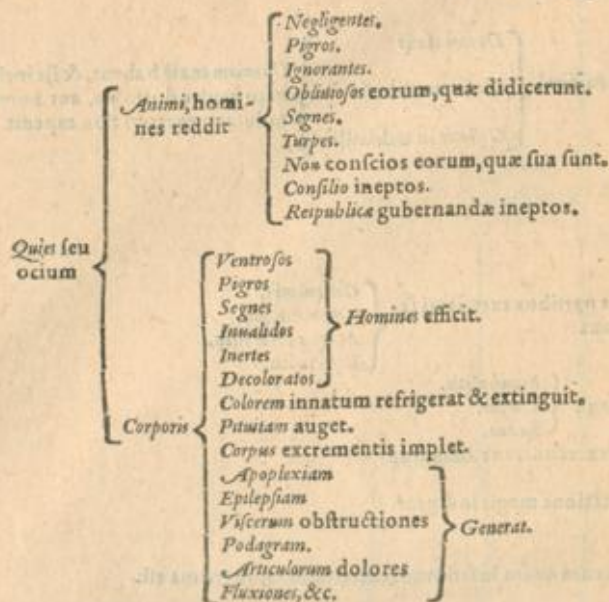 Negligentes.
Pigros.
Ignorantes.
Obliuiosos eorum, quæ didicerunt.
Animi, homi-
nes reddit
Segnes.
Turpes.
Non conſcios eorum, quæ ſua ſunt.
Conſilio ineptos.
Reſpublicæ gubernandæ ineptos.
Quies ſeu
ocium
Ventroſos
Pigros
Segnes
Inualidos
Inertes
Decoloratos
Homines efficit.
Colorem innatum refrigerat & extinguit.
Corporis
Pituitam auget.
Corpus excrementis implet.
Apoplexiam
Epilepſiam
Viſcerum obſtructiones
Podagram.
Articulorum dolores
Fluxiones, &c.
Generat.